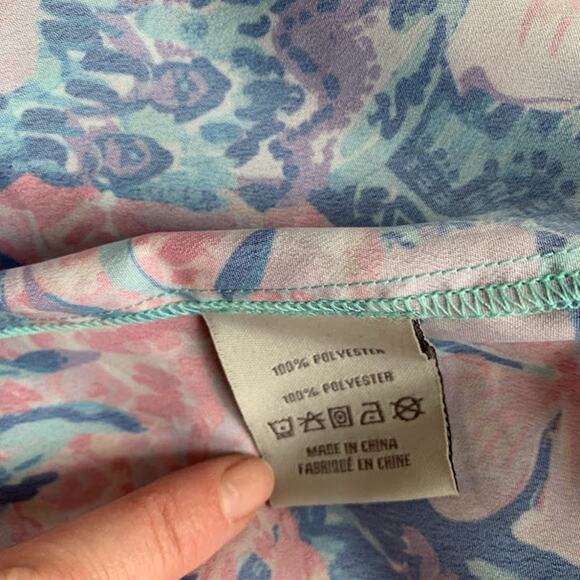 100% POLYESTER
100% POLYESTER
MADE IN CHINA
FABRIQUÉ EN CHINE